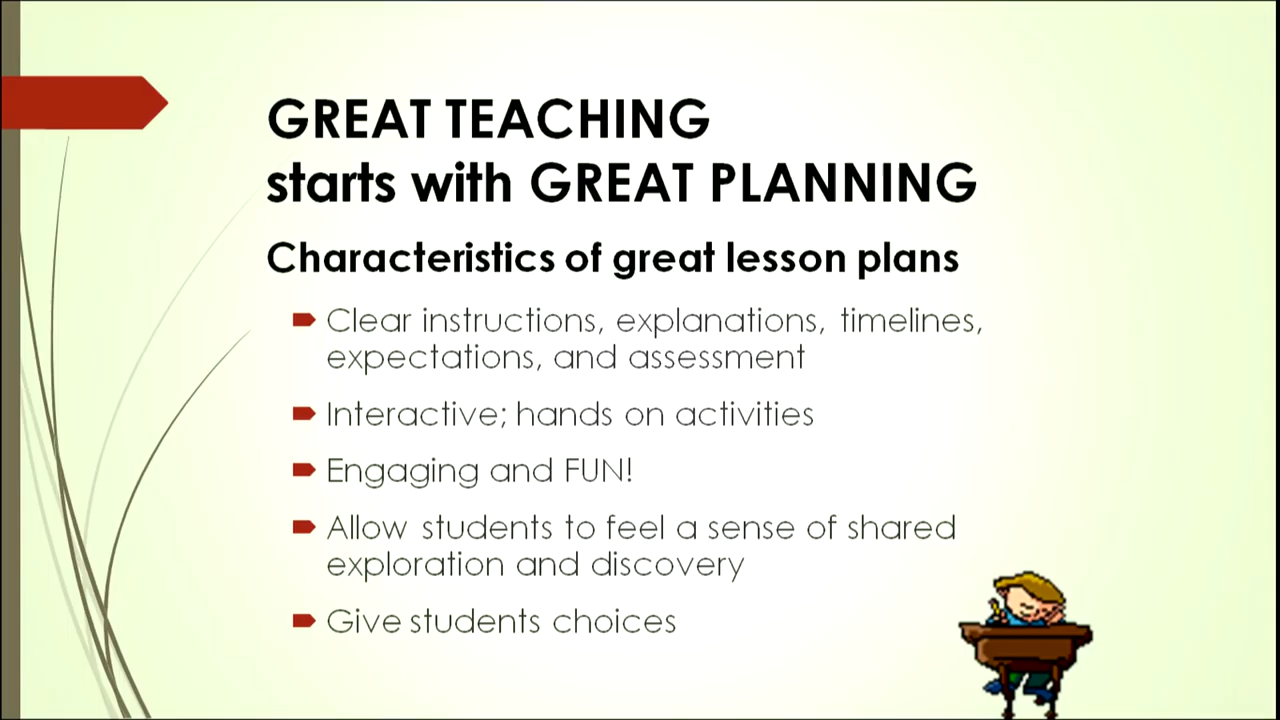 GREAT TEACHING
starts with GREAT PLANNING
Characteristics of great lesson plans
Clear instructions, explanations, timelines,
expectations, and assessment
Interactive; hands on activities
Engaging and FUN!
Allow students to feel a sense of shared
exploration and discovery
Give students choices